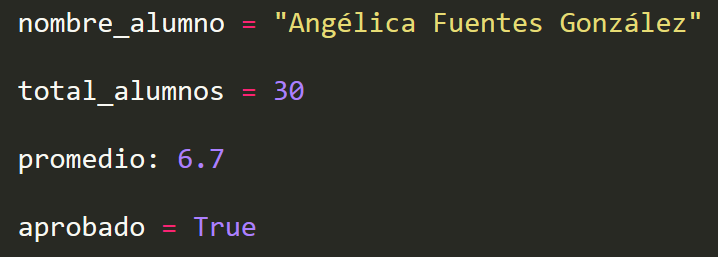 nombre_alumno = "Angélica Fuentes González"
total_alumnos = 30
promedio: 6.7
aprobado = True